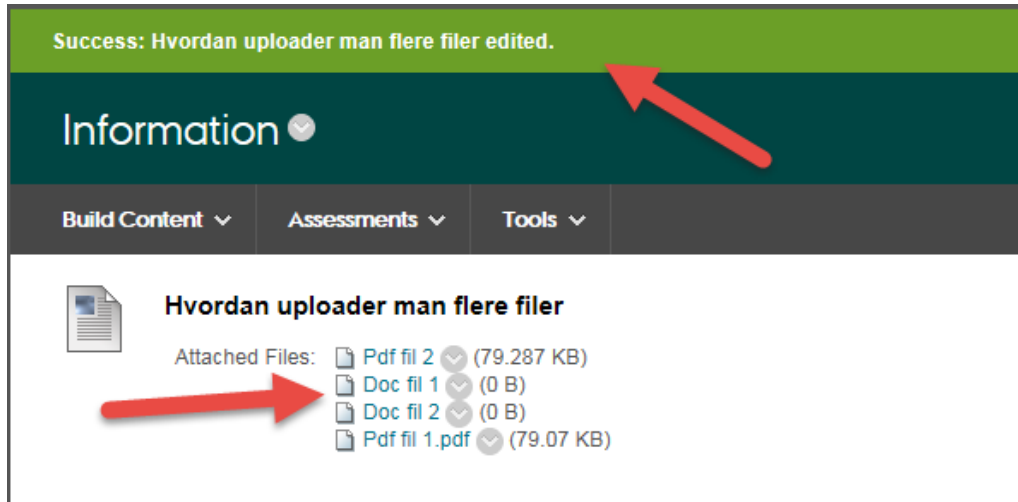 Success: Hvordan uploader man flere filer edited.
Information
Build Content Assessments Tools
Hvordan uploader man flere filer
Attached Files: Pdf fil 2 (79.287 KB)
Doc fil 1 (0 B)
Doc fil 2 (0 B)
Pdf fil 1.pdf (79.07 KB)